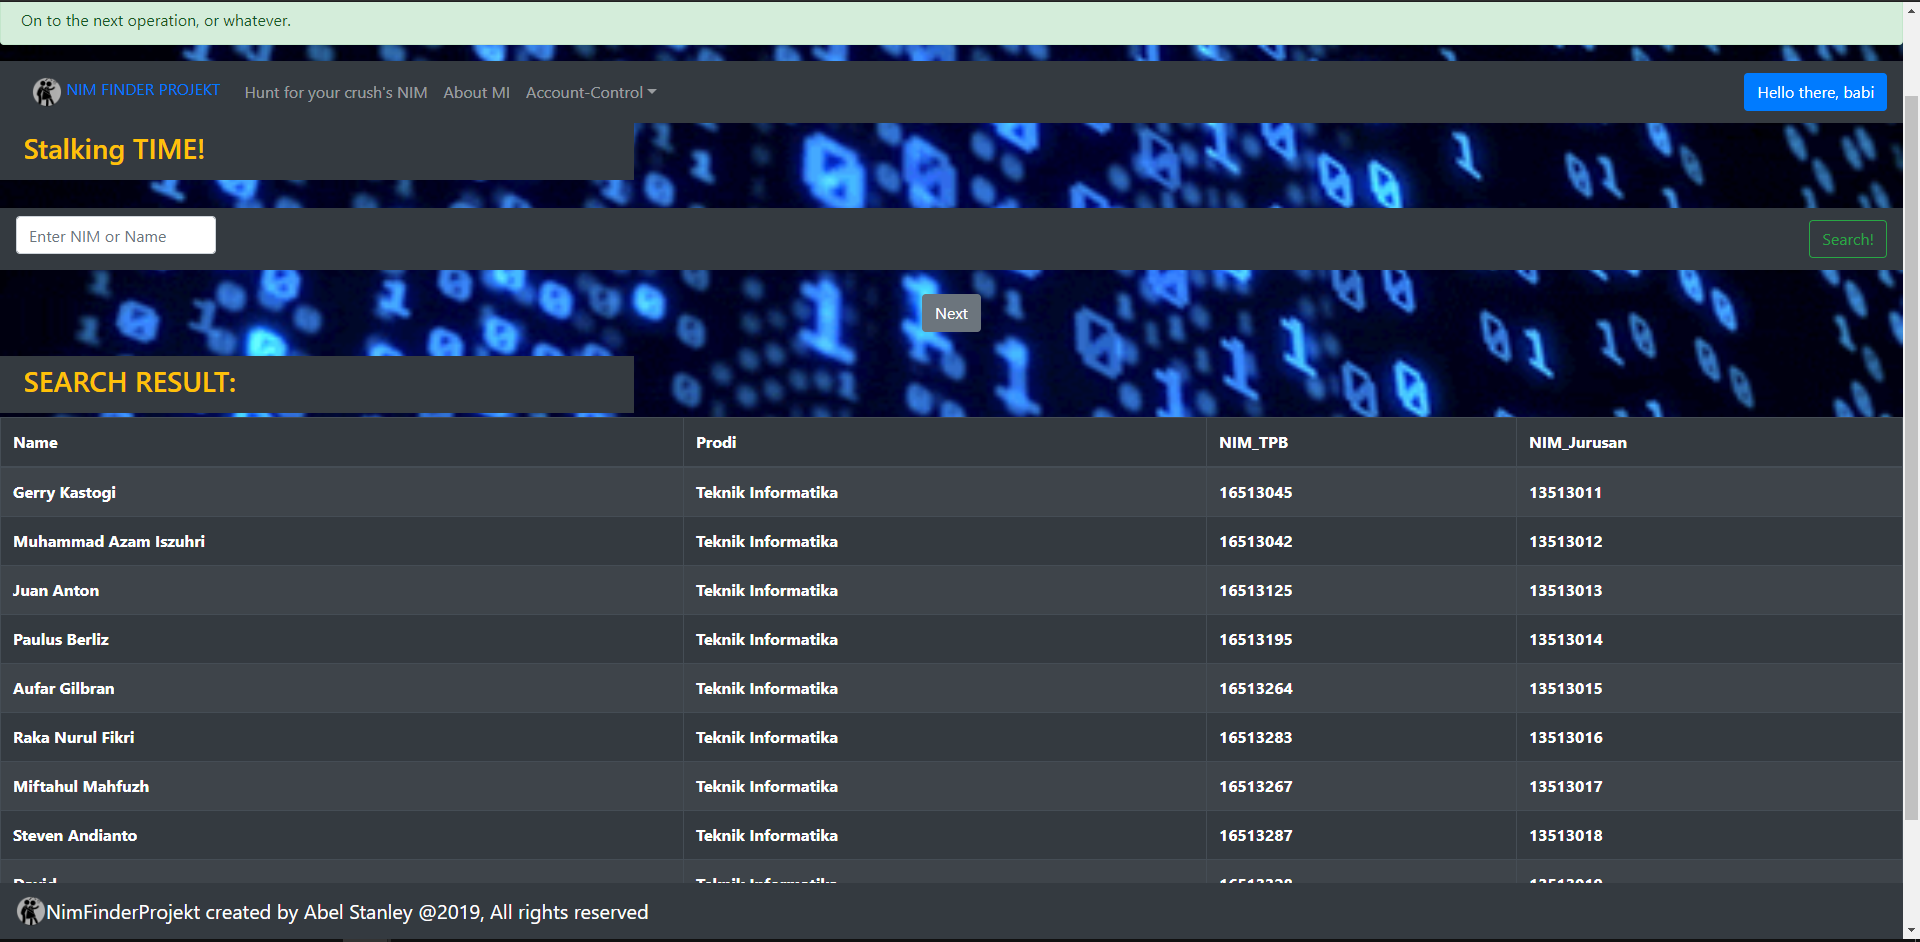 On to the next operation, or whatever.
NIM FINDER PROJEKT Hunt for your crush's NIM About MI Account-Control Hello there, babi
Stalking TIME!
Enter NIM or Name Search!
Next
SEARCH RESULT:
Name Prodi NIM_TPB NIM_Jurusan
Gerry Kastogi Teknik Informatika 16513045 13513011
Muhammad Azam Iszuhri Teknik Informatika 16513042 13513012
Juan Anton Teknik Informatika 16513125 13513013
Paulus Berliz Teknik Informatika 16513195 13513014
Aufar Gilbran Teknik Informatika 16513264 13513015
Raka Nurul Fikri Teknik Informatika 16513283 13513016
Miftahul Mahfuzh Teknik Informatika 16513267 13513017
Steven Andianto Teknik Informatika 16513287 13513018
David Teknik Informatika
NimFinderProjekt created by Abel Stanley @2019, All rights reserved